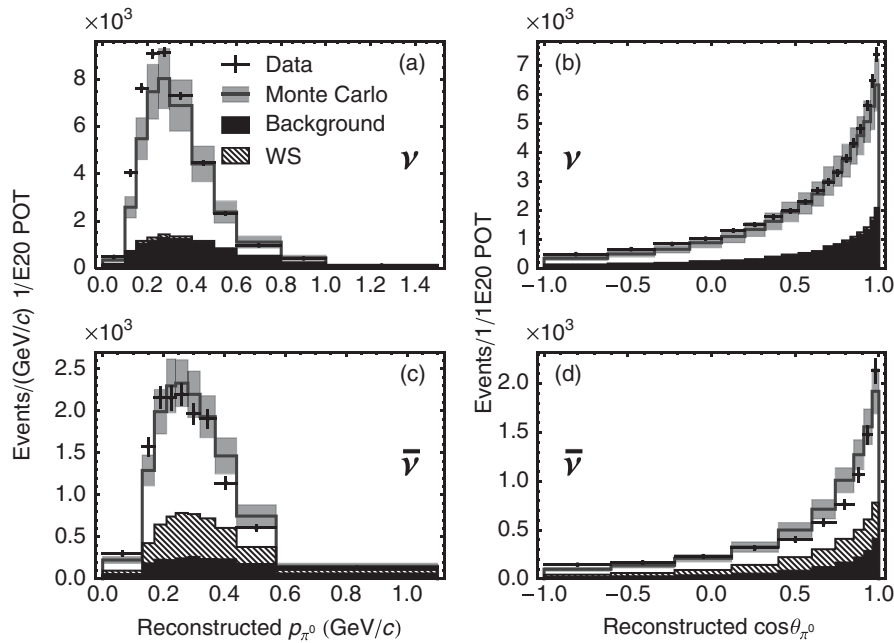 ×10³
×10³
8
6
4
2
0
(a)
Data
Monte Carlo
Background
WS
ν
0.0 0.2 0.4 0.6 0.8 1.0 1.2 1.4
7
6
5
4
3
2
1
0
(b)
ν
−1.0 −0.5 0.0 0.5 1.0
Events/(GeV/c) 1/E20 POT
Events/1/1E20 POT
×10³
×10³
2.5
2.0
1.5
1.0
0.5
0.0
(c)
ν̄
0.0 0.2 0.4 0.6 0.8 1.0
Reconstructed pπ⁰ (GeV/c)
2.0
1.5
1.0
0.5
0.0
(d)
ν̄
−1.0 −0.5 0.0 0.5 1.0
Reconstructed cosθπ⁰